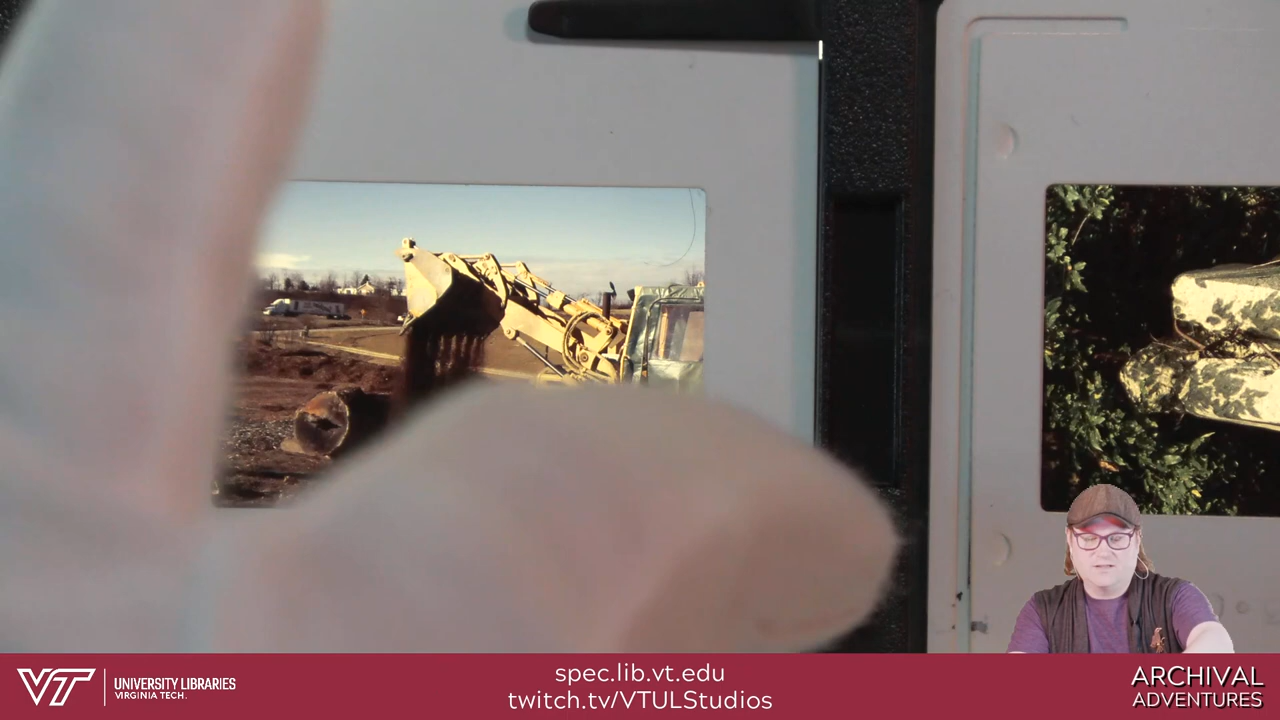 VT
UNIVERSITY LIBRARIES
VIRGINIA TECH.
spec.lib.vt.edu
twitch.tv/VTULStudios
ARCHIVAL
ADVENTURES